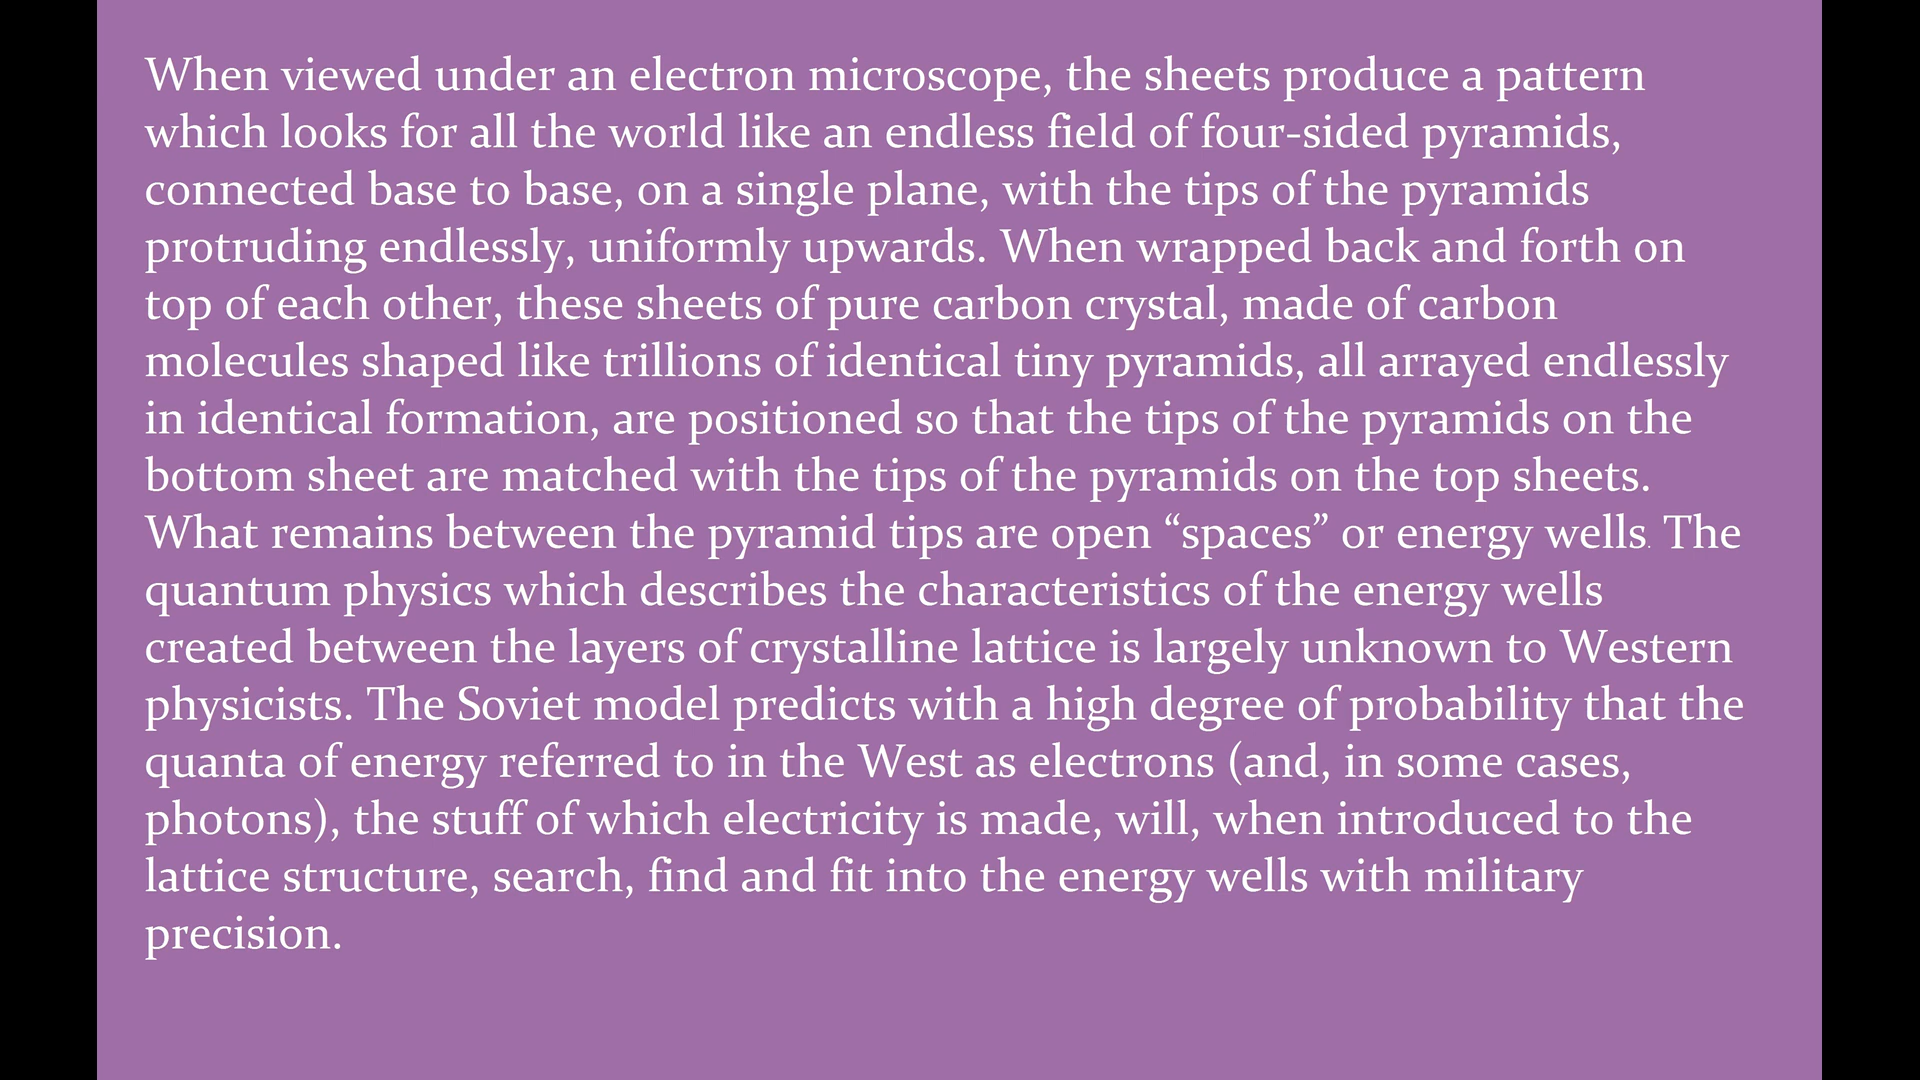 When viewed under an electron microscope, the sheets produce a pattern
which looks for all the world like an endless field of four-sided pyramids,
connected base to base, on a single plane, with the tips of the pyramids
protruding endlessly, uniformly upwards. When wrapped back and forth on
top of each other, these sheets of pure carbon crystal, made of carbon
molecules shaped like trillions of identical tiny pyramids, all arrayed endlessly
in identical formation, are positioned so that the tips of the pyramids on the
bottom sheet are matched with the tips of the pyramids on the top sheets.
What remains between the pyramid tips are open “spaces” or energy wells. The
quantum physics which describes the characteristics of the energy wells
created between the layers of crystalline lattice is largely unknown to Western
physicists. The Soviet model predicts with a high degree of probability that the
quanta of energy referred to in the West as electrons (and, in some cases,
photons), the stuff of which electricity is made, will, when introduced to the
lattice structure, search, find and fit into the energy wells with military
precision.